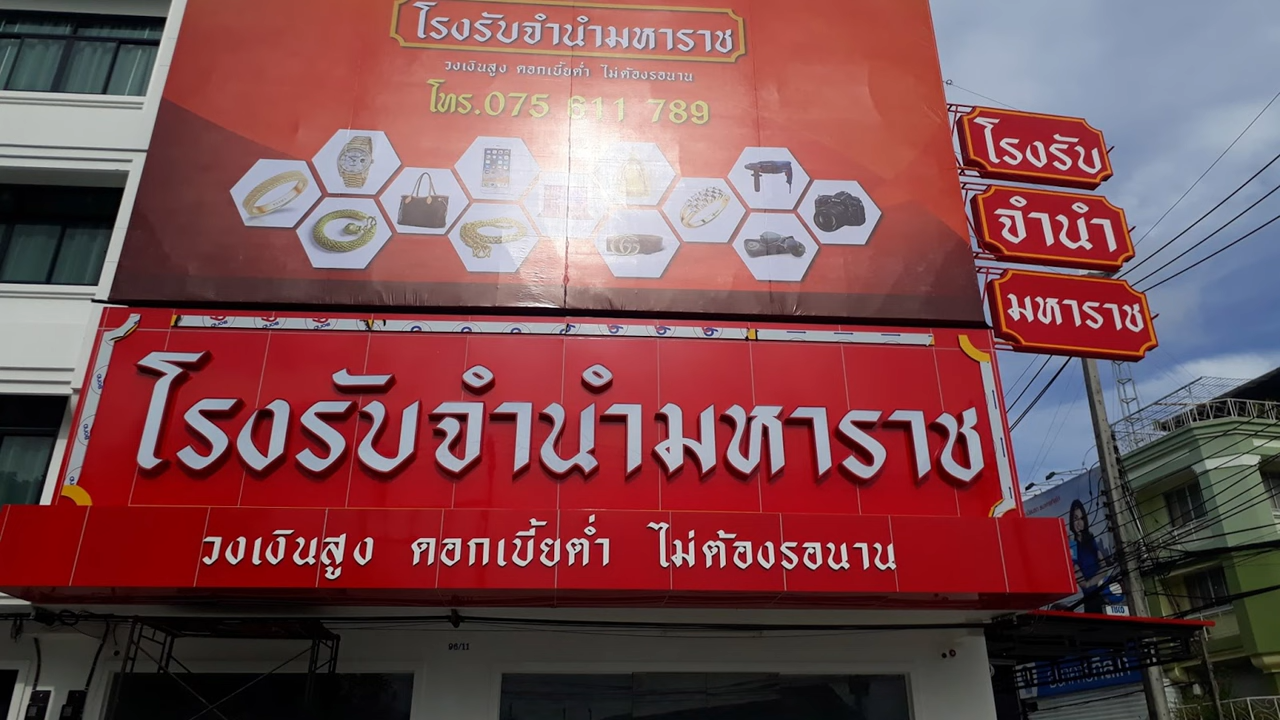 โรงรับจำนำมหาราช
วงเงินสูง ดอกเบี้ยต่ำ ไม่ต้องรอนาน
โทร.075 611 789
โรงรับ
จำนำ
มหาราช
โรงรับจำนำมหาราช
วงเงินสูง ดอกเบี้ยต่ำ ไม่ต้องรอนาน
96/11